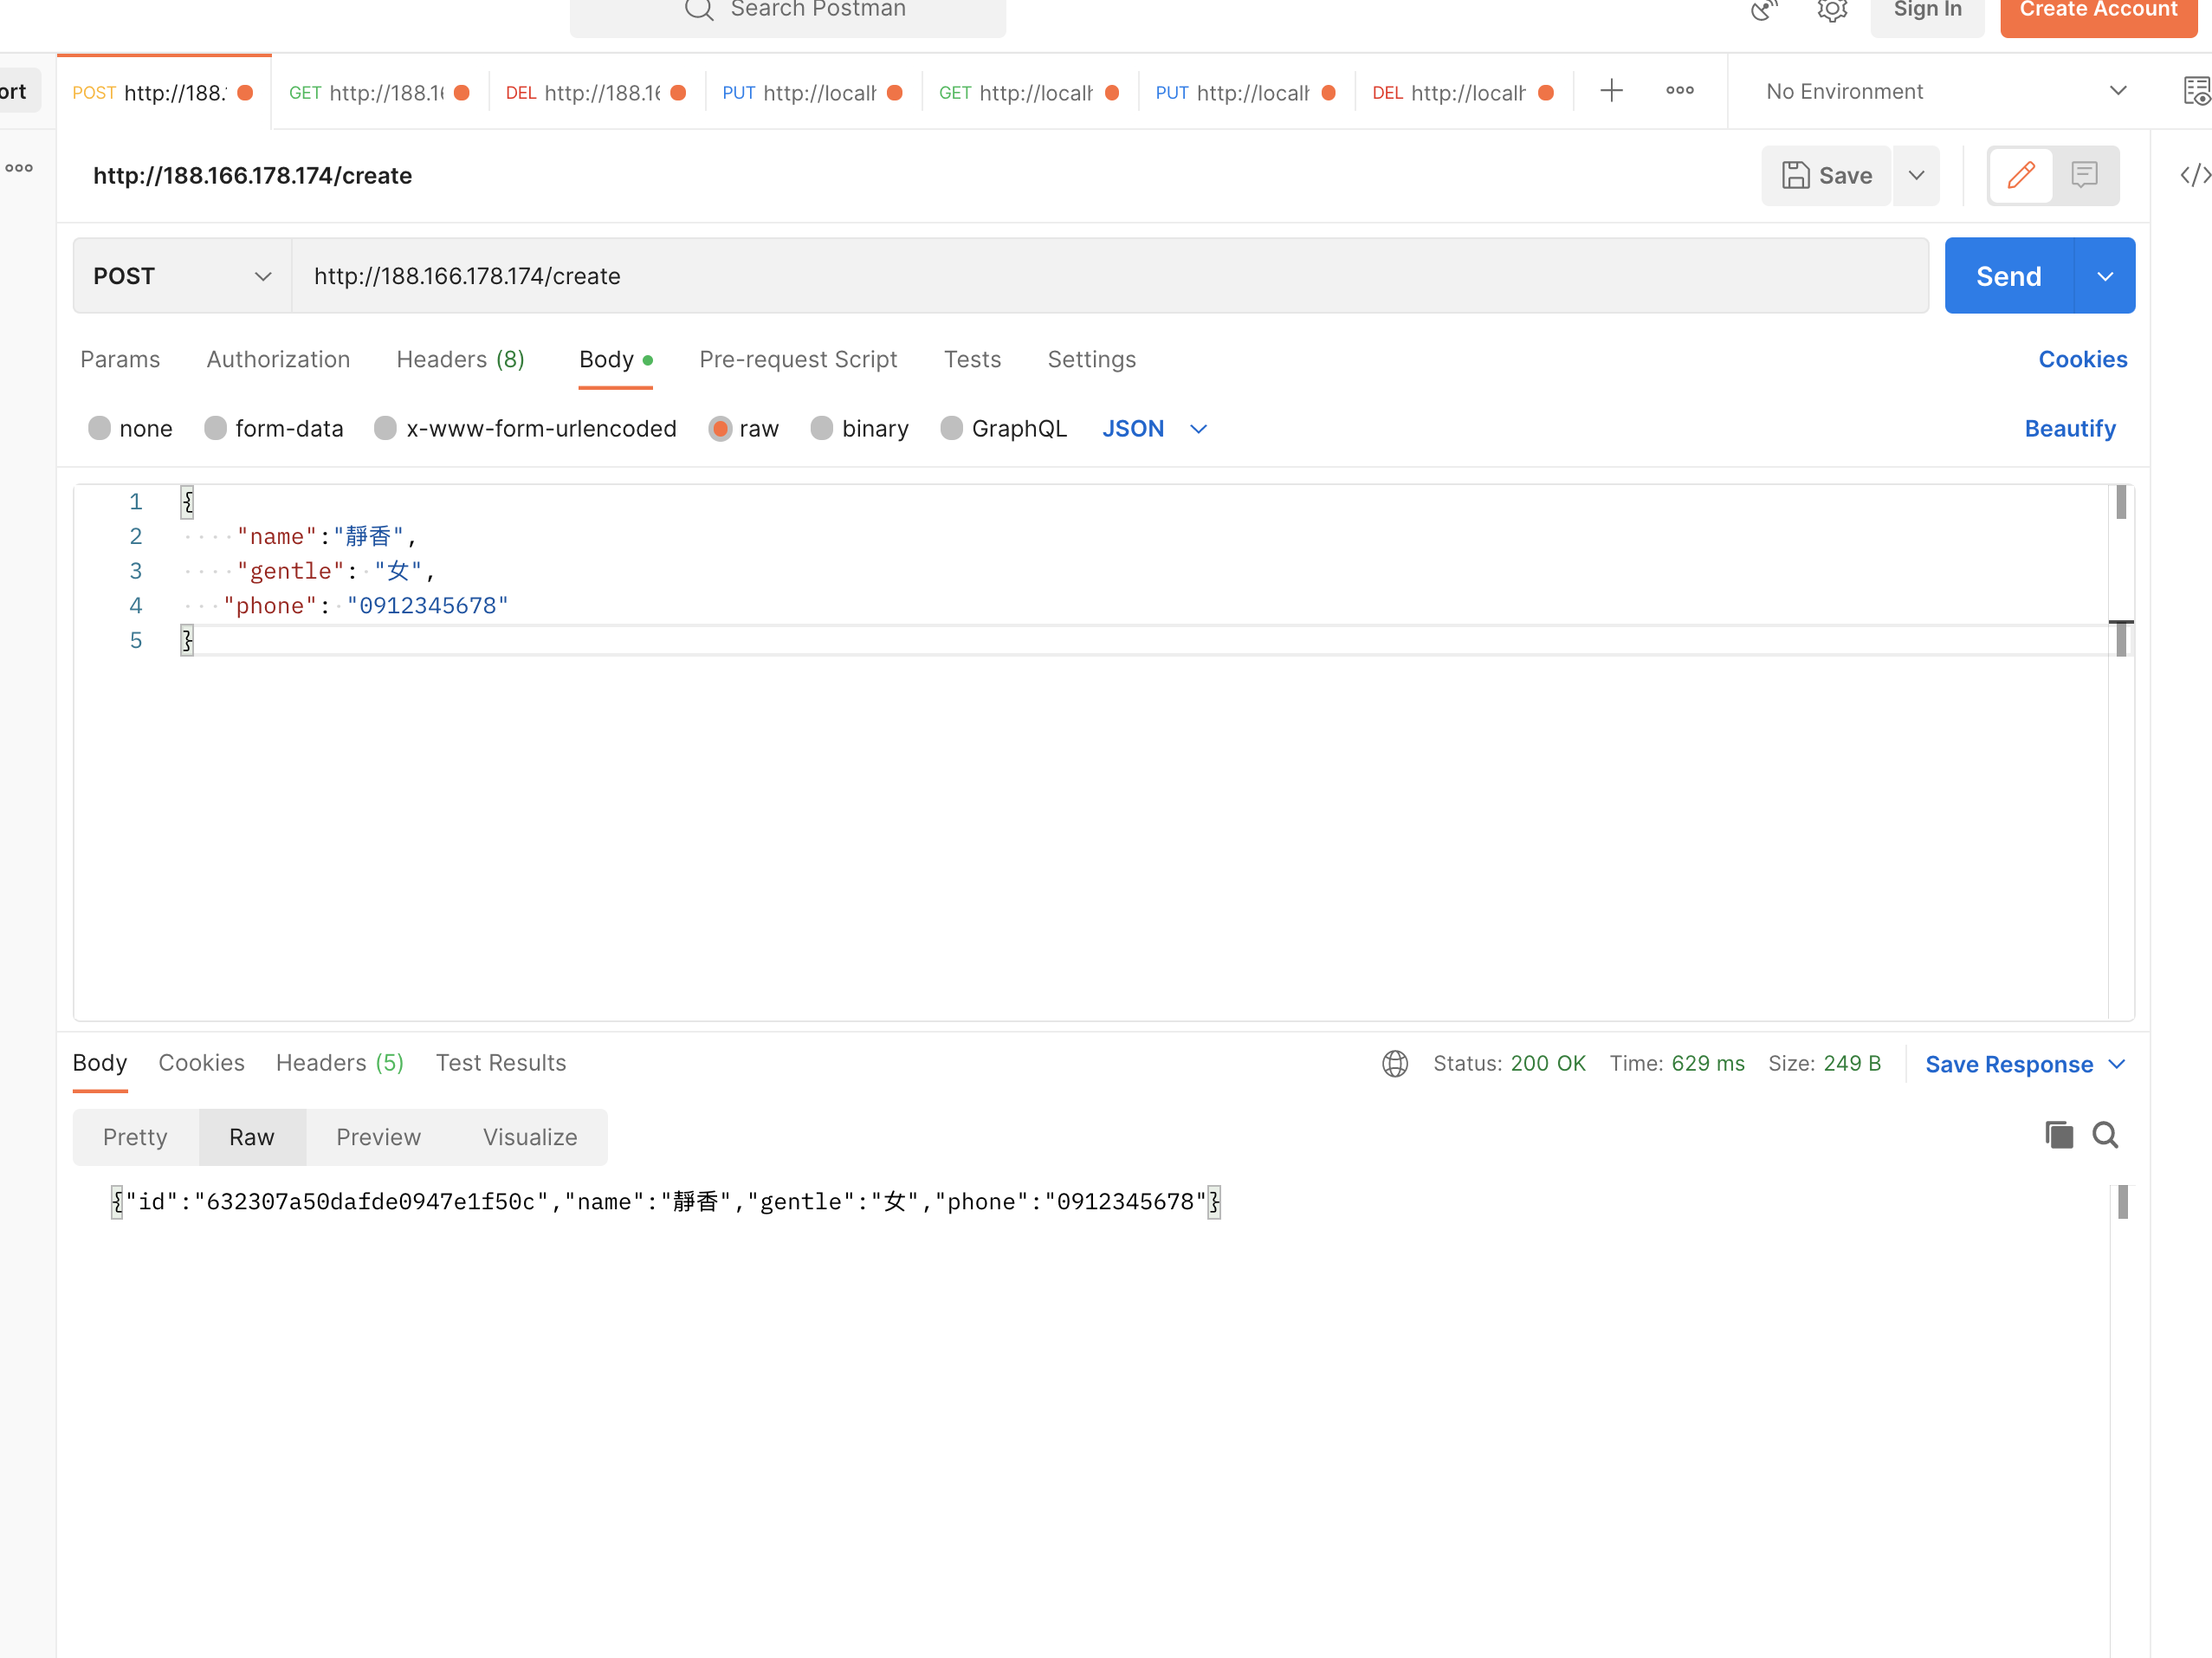 Search Postman
Sign In
Create Account
ort
POST http://188.
GET http://188.16
DEL http://188.16
PUT http://localh
GET http://localh
PUT http://localh
DEL http://localh
No Environment
http://188.166.178.174/create
Save
POST
http://188.166.178.174/create
Send
Params Authorization Headers (8) Body Pre-request Script Tests Settings Cookies
none form-data x-www-form-urlencoded raw binary GraphQL JSON Beautify
1 {
2 "name":"靜香",
3 "gentle": "女",
4 "phone": "0912345678"
5 }
Body Cookies Headers (5) Test Results Status: 200 OK Time: 629 ms Size: 249 B Save Response
Pretty Raw Preview Visualize
{"id":"632307a50dafde0947e1f50c","name":"靜香","gentle":"女","phone":"0912345678"}